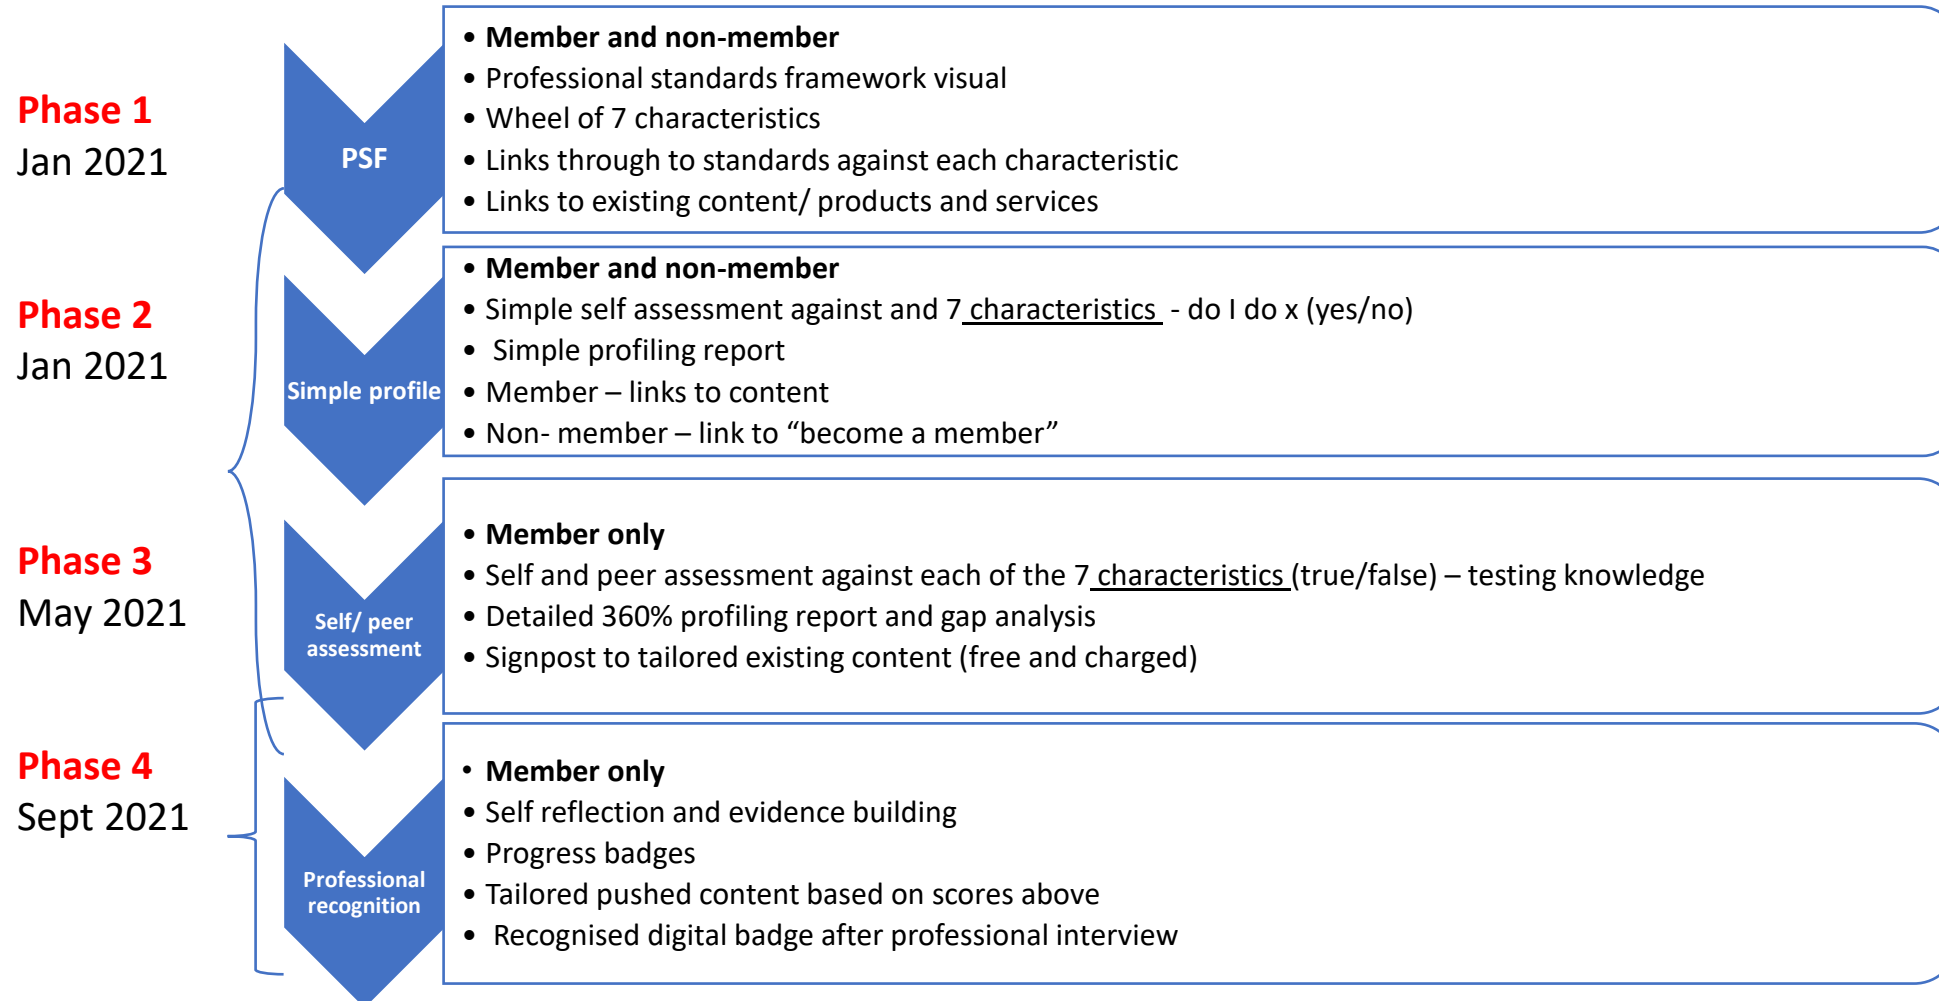 Phase 1
Jan 2021
PSF
• Member and non-member
• Professional standards framework visual
• Wheel of 7 characteristics
• Links through to standards against each characteristic
• Links to existing content/ products and services
Phase 2
Jan 2021
Simple profile
• Member and non-member
• Simple self assessment against and 7 characteristics - do I do x (yes/no)
• Simple profiling report
• Member – links to content
• Non- member – link to “become a member”
Phase 3
May 2021
Self/ peer
assessment
• Member only
• Self and peer assessment against each of the 7 characteristics (true/false) – testing knowledge
• Detailed 360% profiling report and gap analysis
• Signpost to tailored existing content (free and charged)
Phase 4
Sept 2021
Professional
recognition
• Member only
• Self reflection and evidence building
• Progress badges
• Tailored pushed content based on scores above
• Recognised digital badge after professional interview